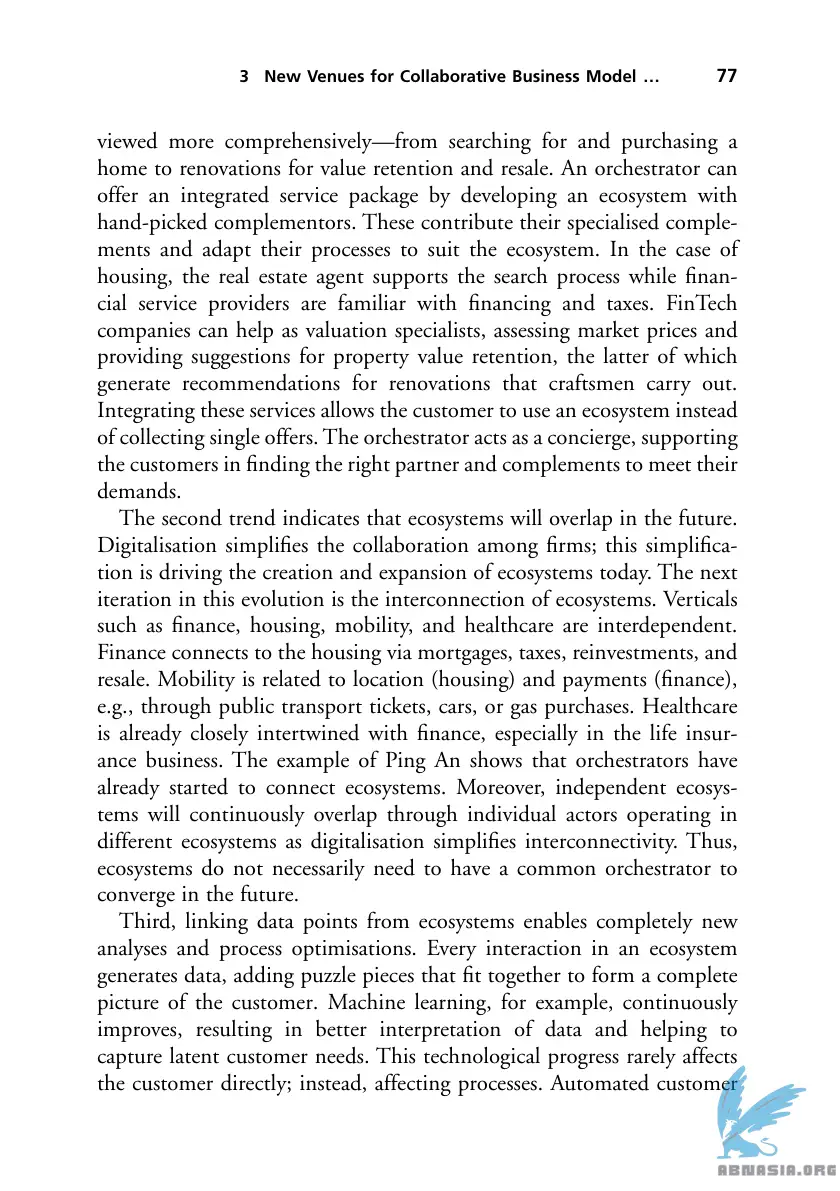 3 New Venues for Collaborative Business Model … 77
viewed more comprehensively—from searching for and purchasing a
home to renovations for value retention and resale. An orchestrator can
offer an integrated service package by developing an ecosystem with
hand-picked complementors. These contribute their specialised comple-
ments and adapt their processes to suit the ecosystem. In the case of
housing, the real estate agent supports the search process while finan-
cial service providers are familiar with financing and taxes. FinTech
companies can help as valuation specialists, assessing market prices and
providing suggestions for property value retention, the latter of which
generate recommendations for renovations that craftsmen carry out.
Integrating these services allows the customer to use an ecosystem instead
of collecting single offers. The orchestrator acts as a concierge, supporting
the customers in finding the right partner and complements to meet their
demands.
The second trend indicates that ecosystems will overlap in the future.
Digitalisation simplifies the collaboration among firms; this simplifica-
tion is driving the creation and expansion of ecosystems today. The next
iteration in this evolution is the interconnection of ecosystems. Verticals
such as finance, housing, mobility, and healthcare are interdependent.
Finance connects to the housing via mortgages, taxes, reinvestments, and
resale. Mobility is related to location (housing) and payments (finance),
e.g., through public transport tickets, cars, or gas purchases. Healthcare
is already closely intertwined with finance, especially in the life insur-
ance business. The example of Ping An shows that orchestrators have
already started to connect ecosystems. Moreover, independent ecosys-
tems will continuously overlap through individual actors operating in
different ecosystems as digitalisation simplifies interconnectivity. Thus,
ecosystems do not necessarily need to have a common orchestrator to
converge in the future.
Third, linking data points from ecosystems enables completely new
analyses and process optimisations. Every interaction in an ecosystem
generates data, adding puzzle pieces that fit together to form a complete
picture of the customer. Machine learning, for example, continuously
improves, resulting in better interpretation of data and helping to
capture latent customer needs. This technological progress rarely affects
the customer directly; instead, affecting processes. Automated customer
ABNASIA.ORG